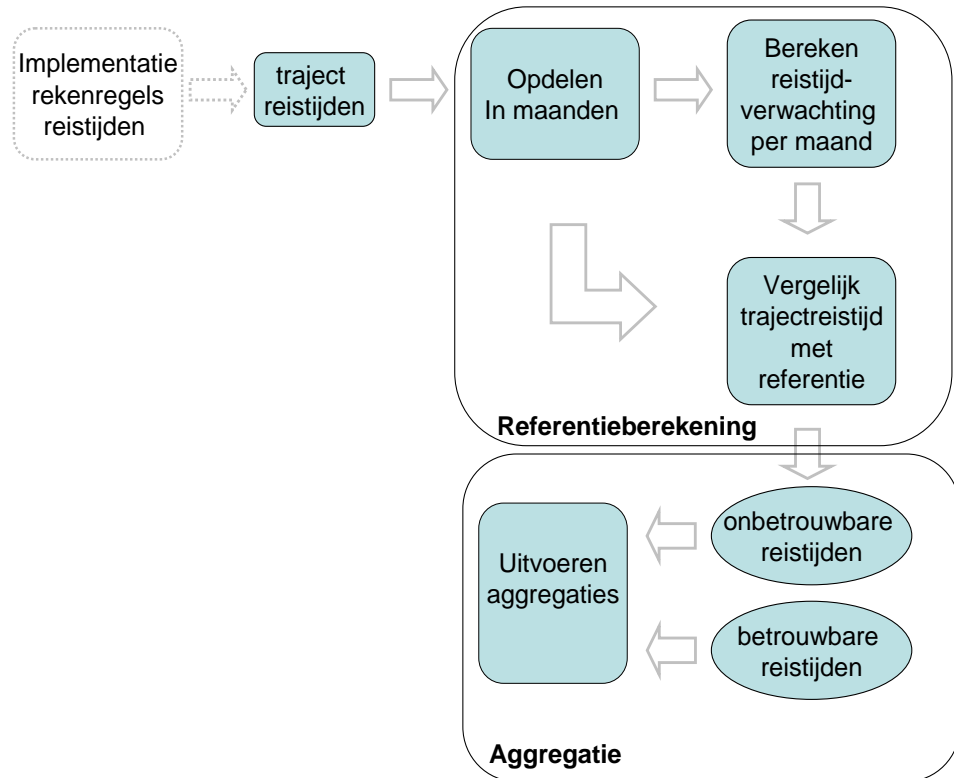 Implementatie
rekenregels
reistijden
traject
reistijden
Opdelen
In maanden
Bereken
reistijd-
verwachting
per maand
Vergelijk
trajectreistijd
met
referentie
Referentieberekening
onbetrouwbare
reistijden
Uitvoeren
aggregaties
betrouwbare
reistijden
Aggregatie